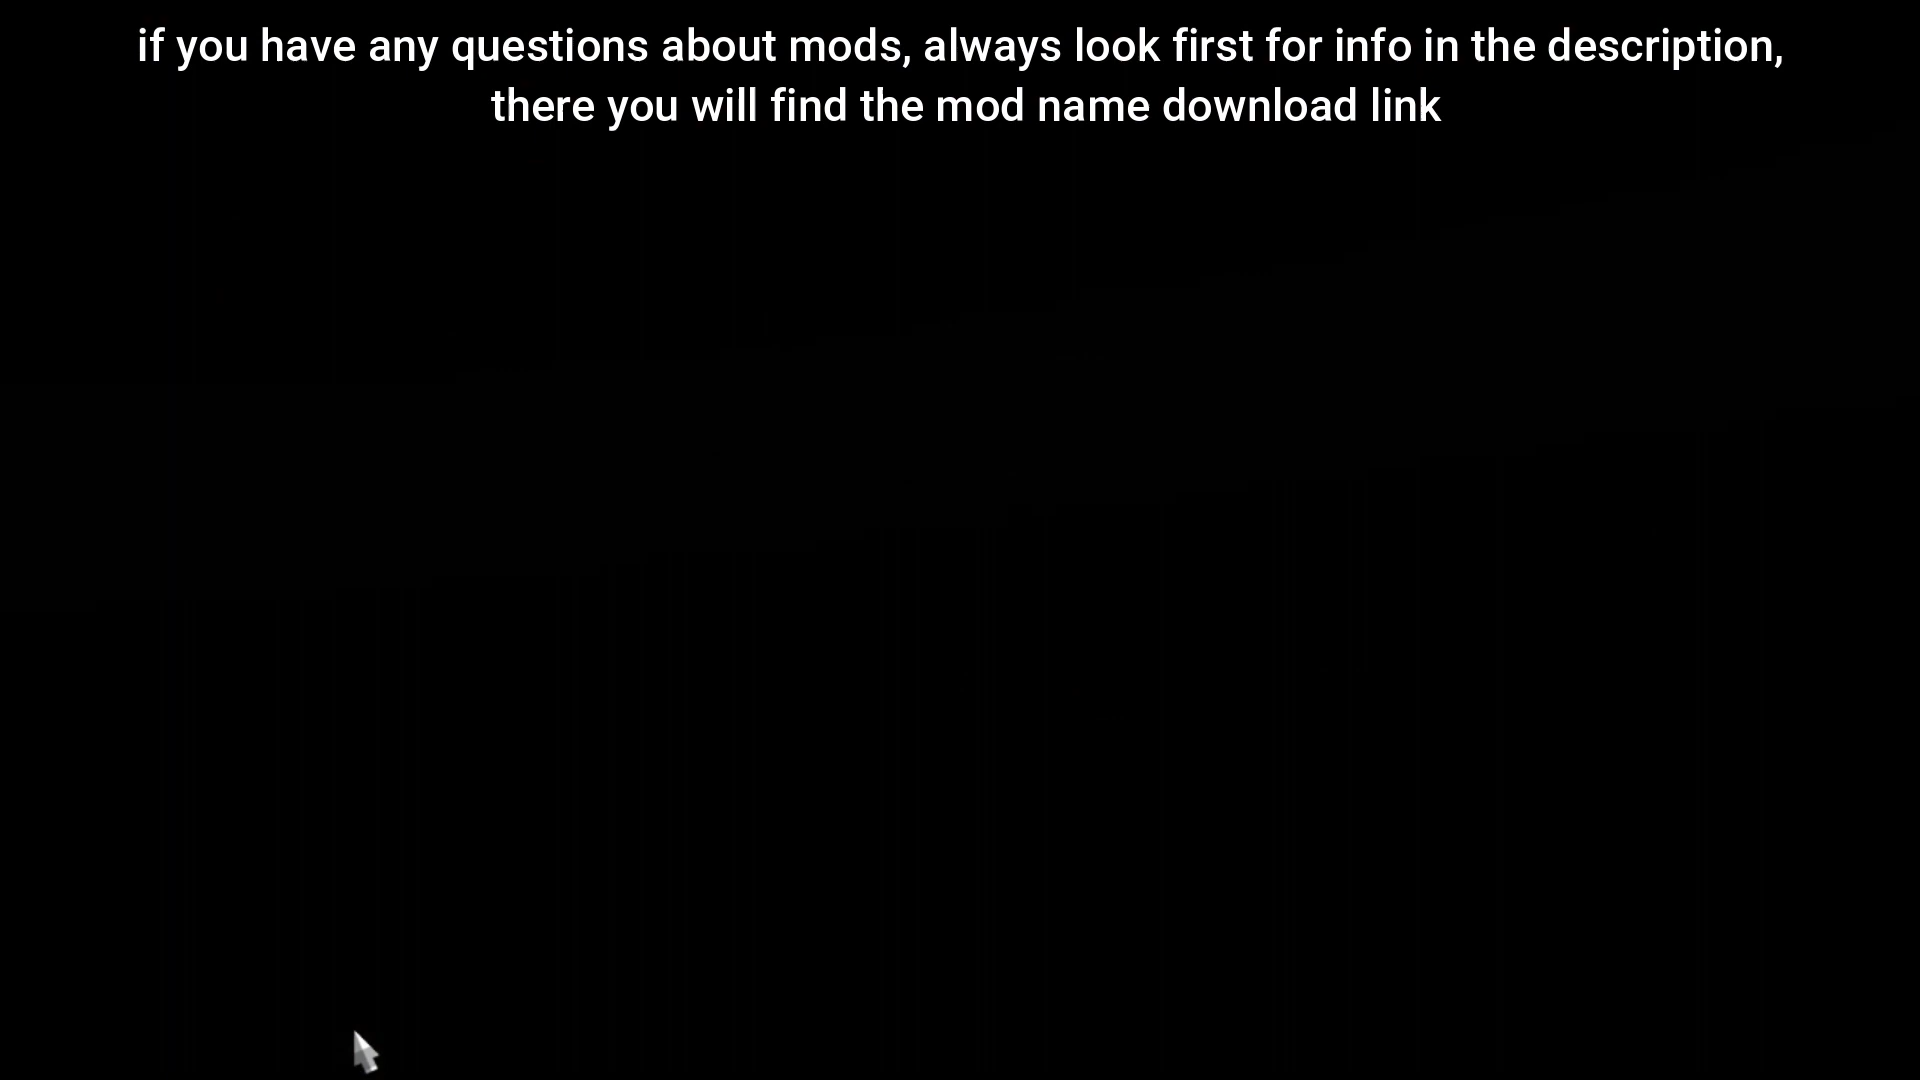 if you have any questions about mods, always look first for info in the description,
there you will find the mod name download link